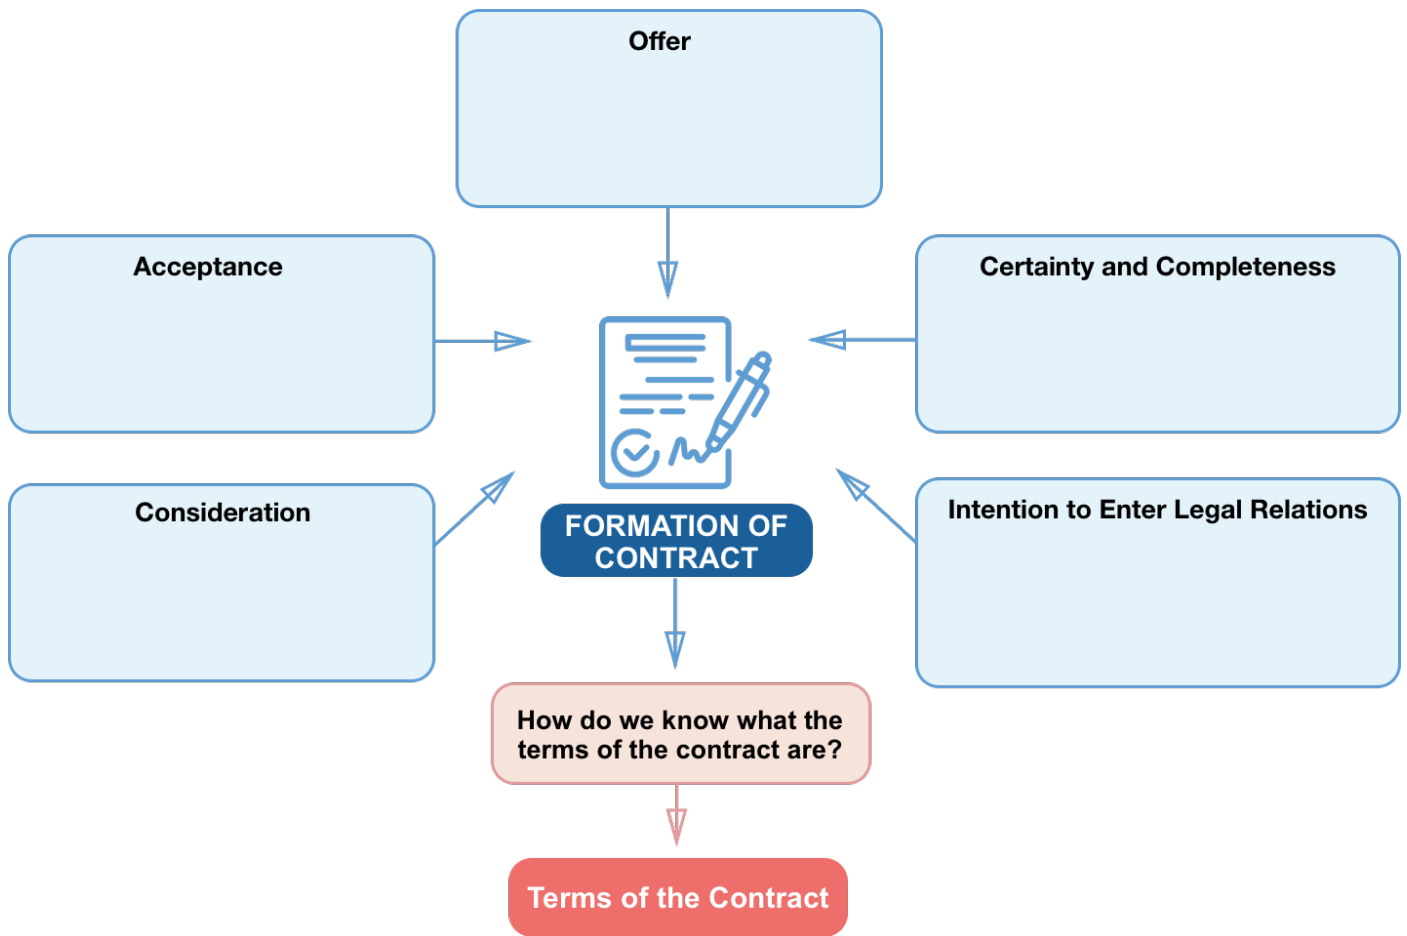 Offer
Acceptance
Certainty and Completeness
Consideration
Intention to Enter Legal Relations
FORMATION OF
CONTRACT
How do we know what the
terms of the contract are?
Terms of the Contract